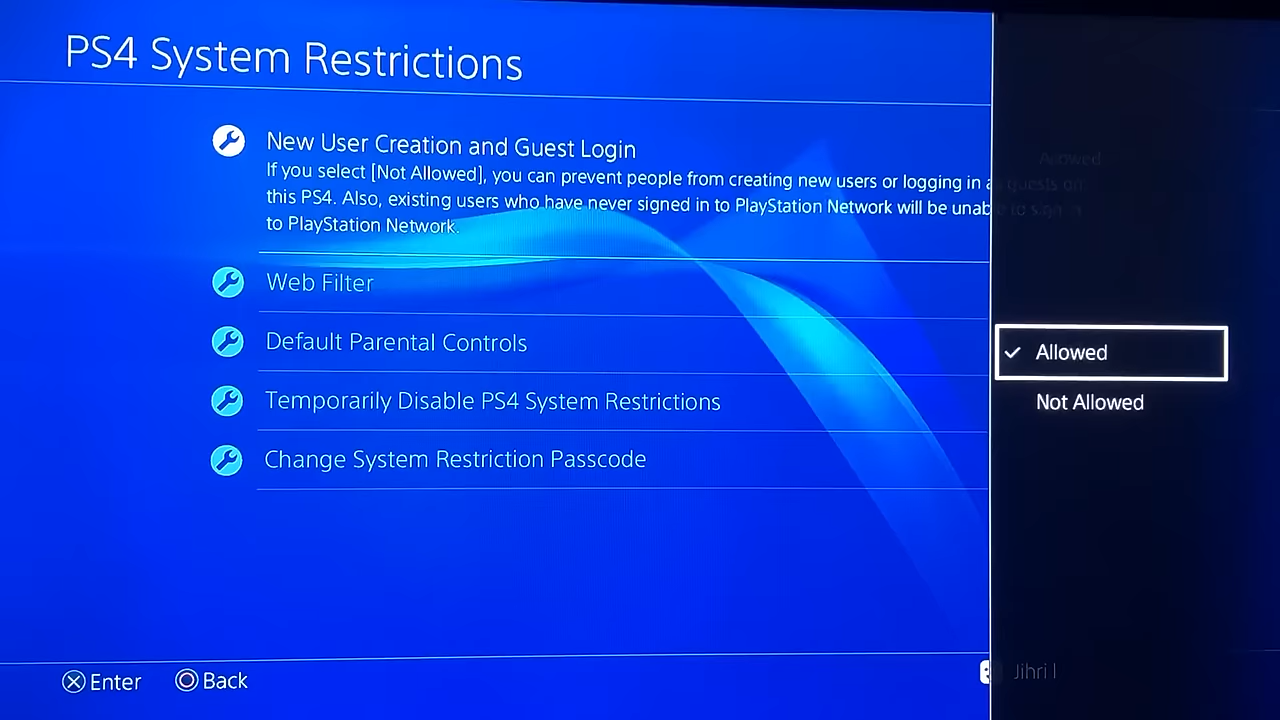 PS4 System Restrictions
New User Creation and Guest Login
If you select [Not Allowed], you can prevent people from creating new users or logging in as guests on
this PS4. Also, existing users who have never signed in to PlayStation Network will be unable to sign in
to PlayStation Network.
Allowed
Web Filter
Default Parental Controls
Temporarily Disable PS4 System Restrictions
Change System Restriction Passcode
Allowed
Not Allowed
Enter
Back